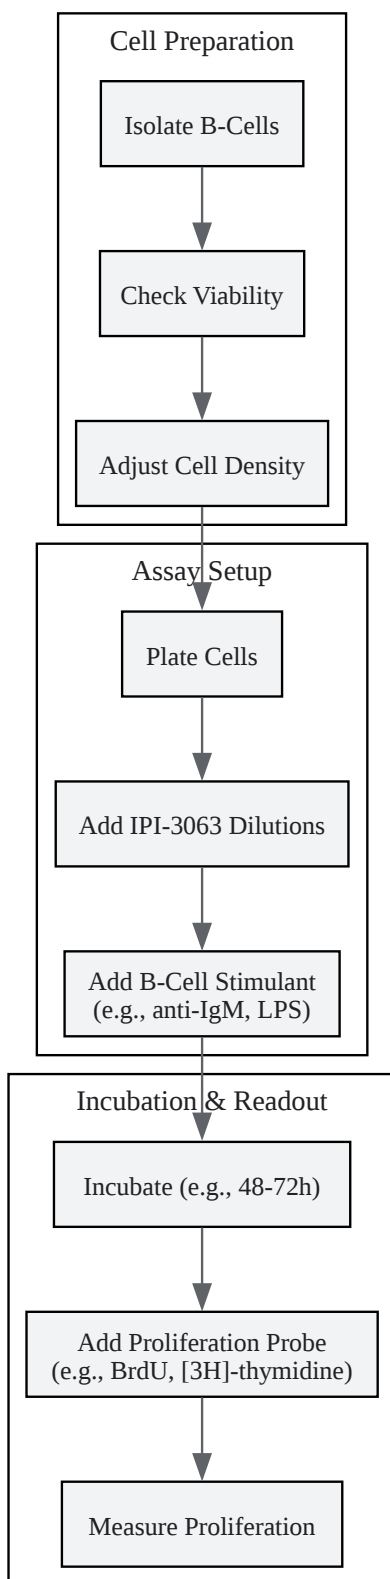 Cell Preparation
Isolate B-Cells
Check Viability
Adjust Cell Density
Assay Setup
Plate Cells
Add IPI-3063 Dilutions
Add B-Cell Stimulant
(e.g., anti-IgM, LPS)
Incubation & Readout
Incubate (e.g., 48-72h)
Add Proliferation Probe
(e.g., BrdU, [3H]-thymidine)
Measure Proliferation